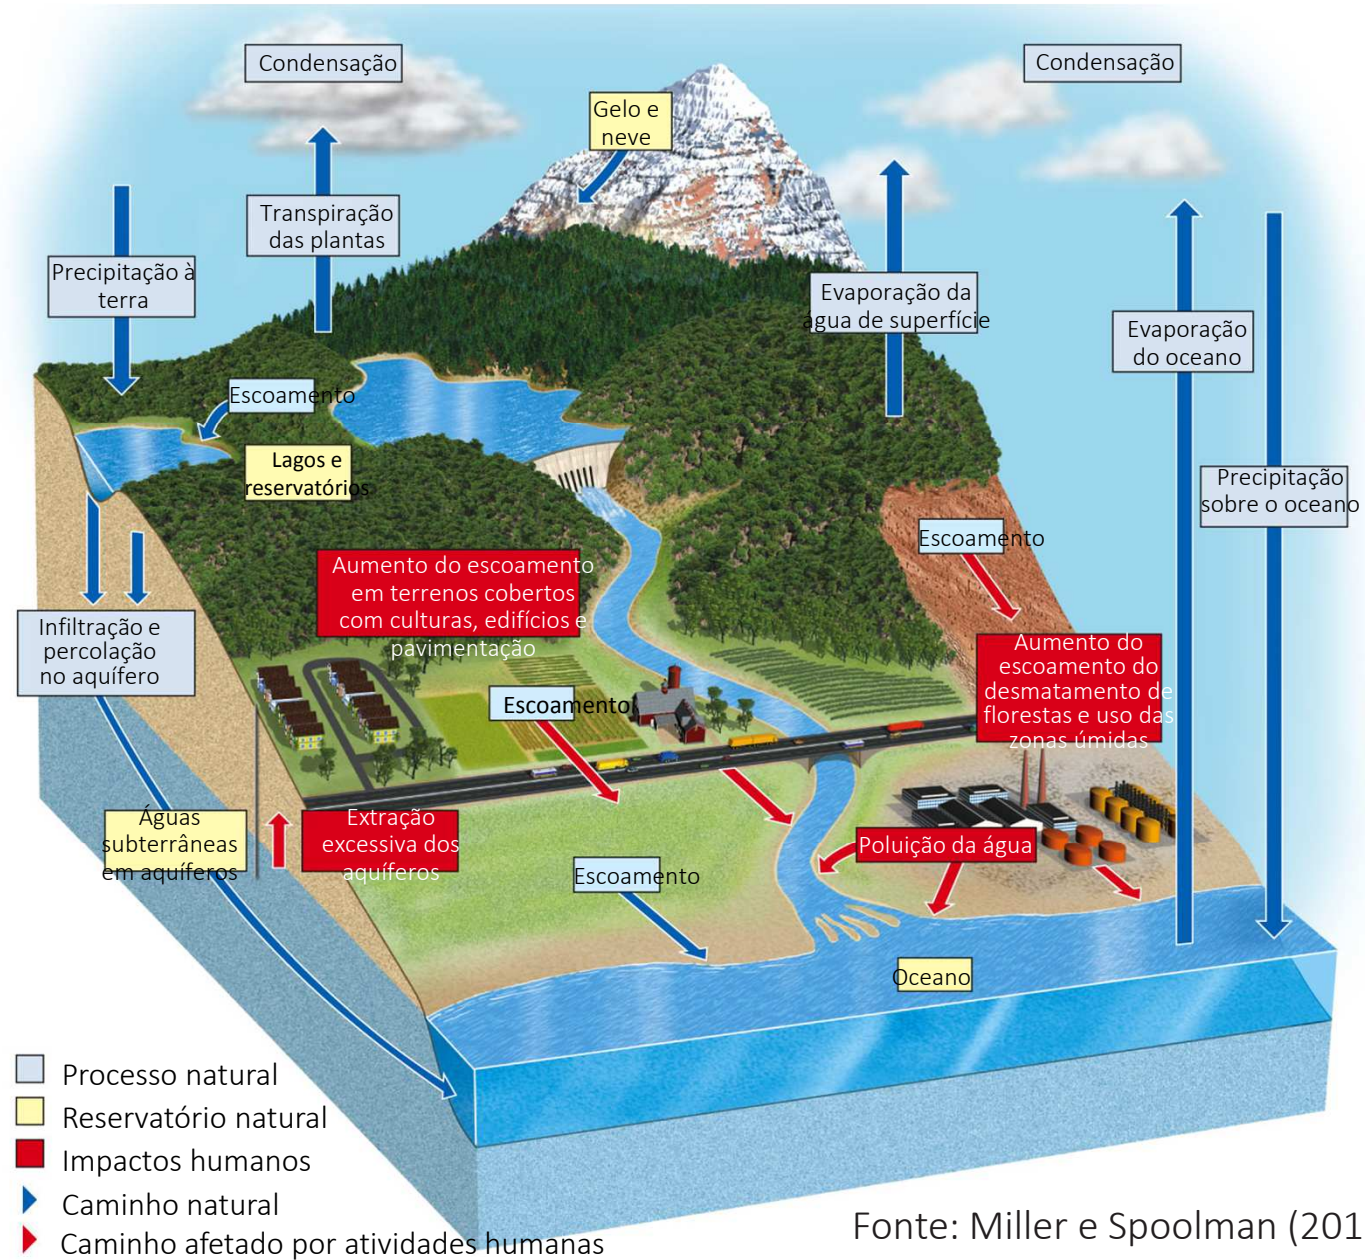 Condensação
Condensação
Gelo e
neve
Transpiração
das plantas
Precipitação à
terra
Evaporação da
água de superfície
Evaporação
do oceano
Escoamento
Lagos e
reservatórios
Precipitação
sobre o oceano
Escoamento
Aumento do escoamento
em terrenos cobertos
com culturas, edifícios e
pavimentação
Infiltração e
percolação
no aquífero
Aumento do
escoamento do
desmatamento de
florestas e uso das
zonas úmidas
Escoamento
Águas
subterrâneas
em aquíferos
Extração
excessiva dos
aquíferos
Poluição da água
Escoamento
Oceano
Processo natural
Reservatório natural
Impactos humanos
Caminho natural
Caminho afetado por atividades humanas
Fonte: Miller e Spoolman (201